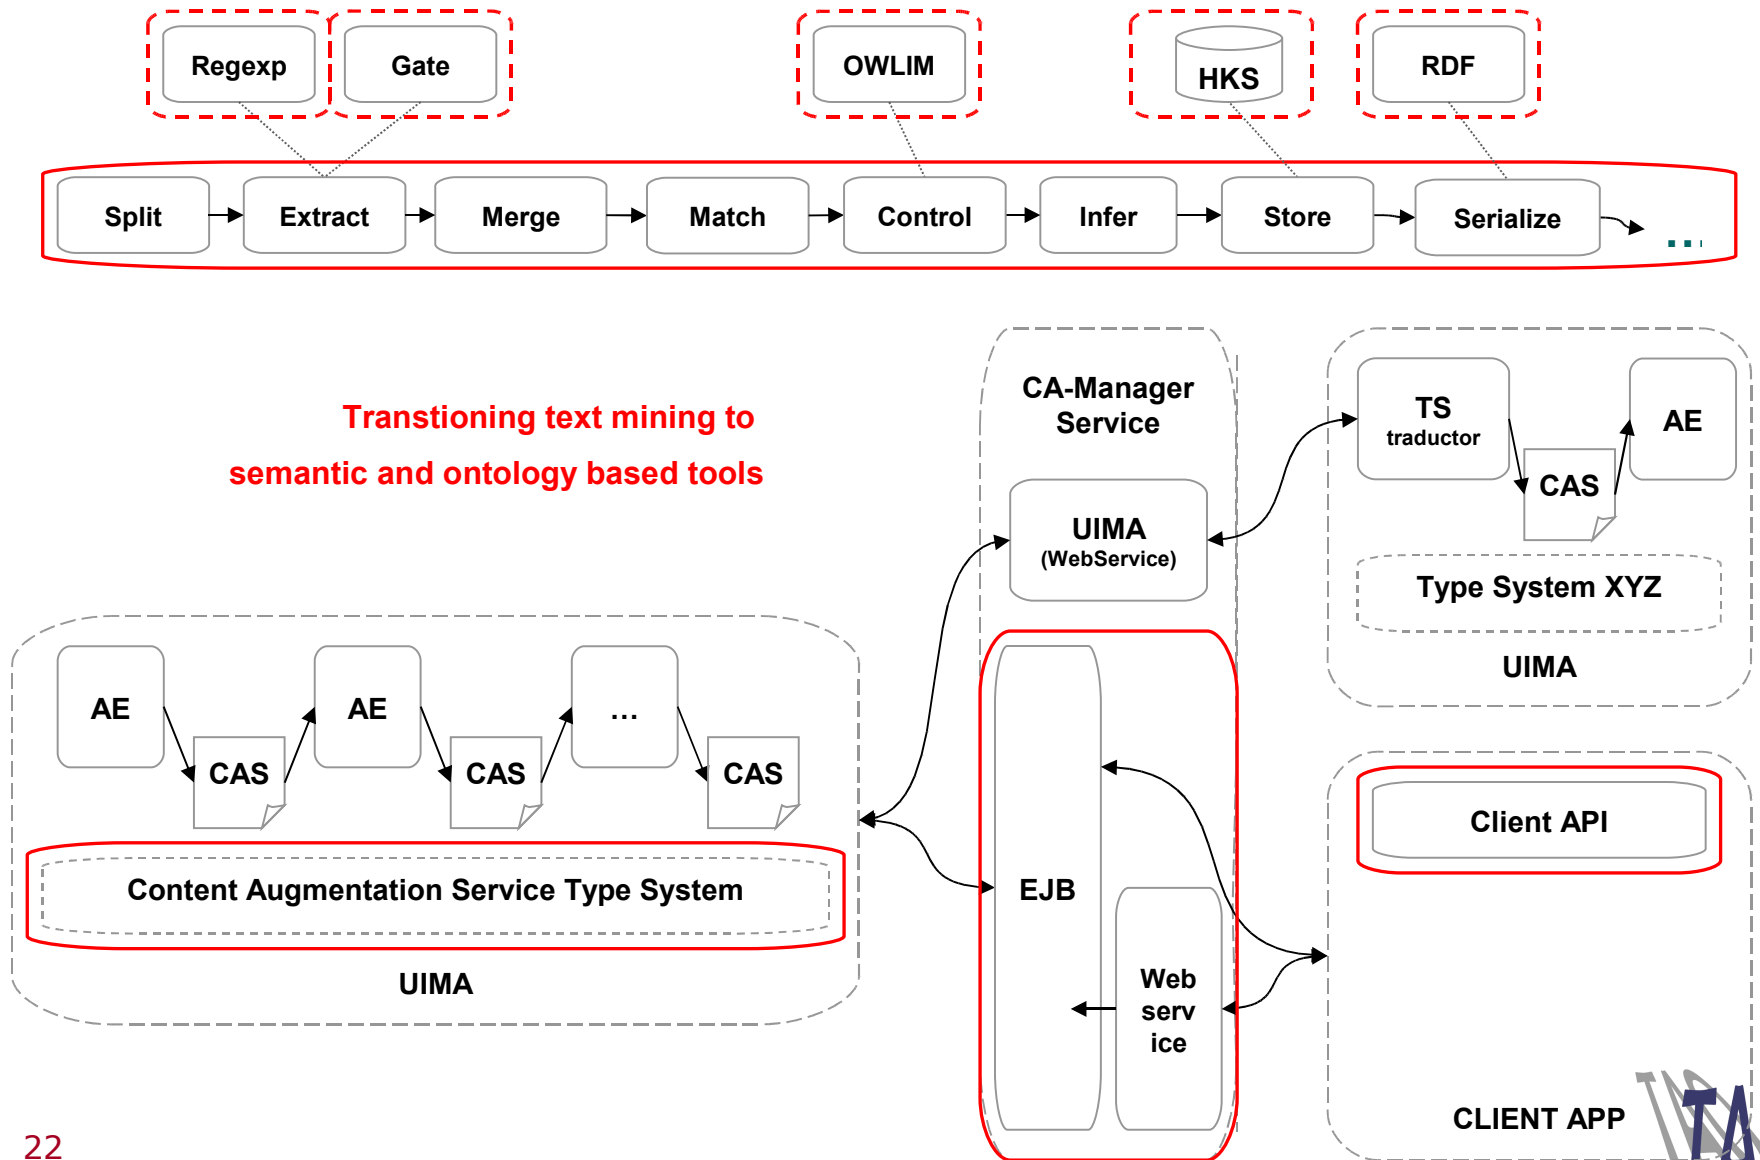 Regexp
Gate
OWLIM
HKS
RDF
Split
Extract
Merge
Match
Control
Infer
Store
Serialize
...
Transtioning text mining to
semantic and ontology based tools
CA-Manager
Service
UIMA
(WebService)
TS
traductor
CAS
AE
Type System XYZ
UIMA
AE
CAS
AE
CAS
...
CAS
Content Augmentation Service Type System
UIMA
EJB
Web
serv
ice
Client API
CLIENT APP
22